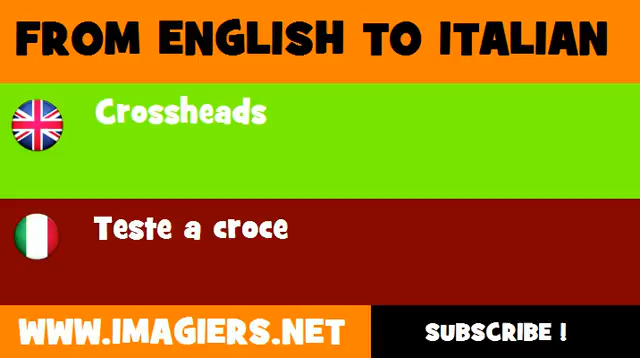 FROM ENGLISH TO ITALIAN
Crossheads
Teste a croce
WWW.IMAGIERS.NET
SUBSCRIBE !